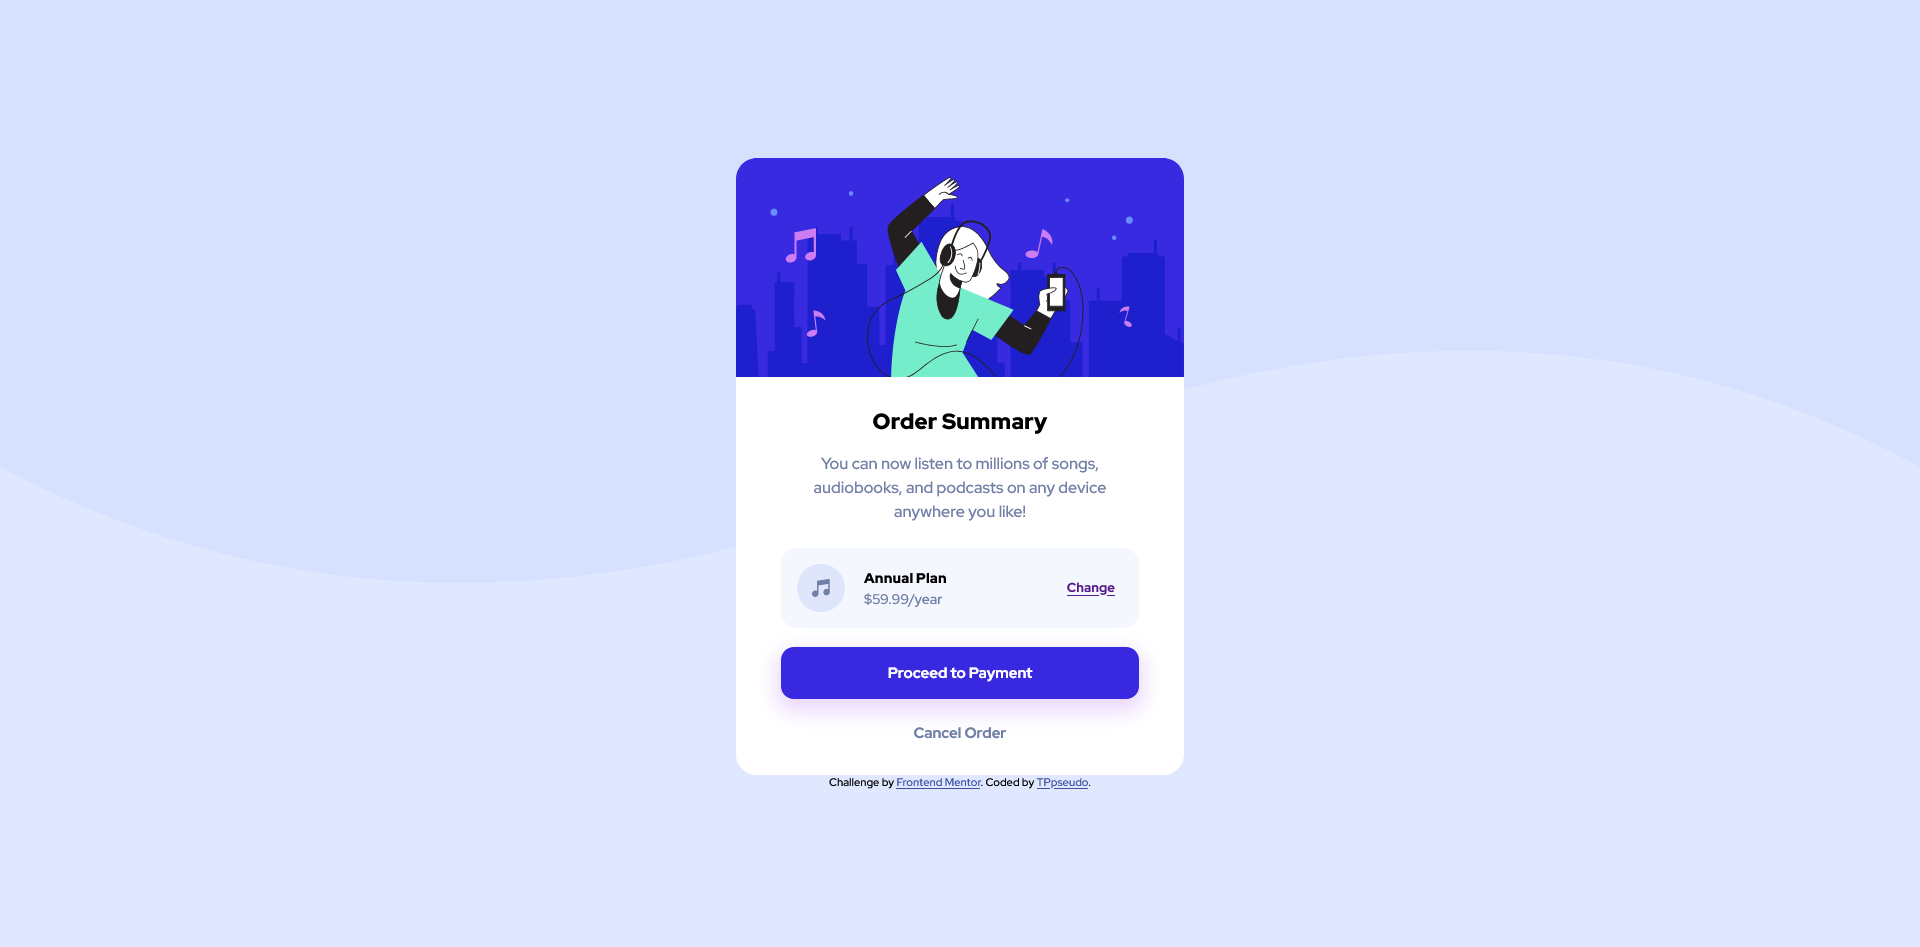 Order Summary
You can now listen to millions of songs,
audiobooks, and podcasts on any device
anywhere you like!
Annual Plan
$59.99/year
Change
Proceed to Payment
Cancel Order
Challenge by Frontend Mentor. Coded by TPpseudo.